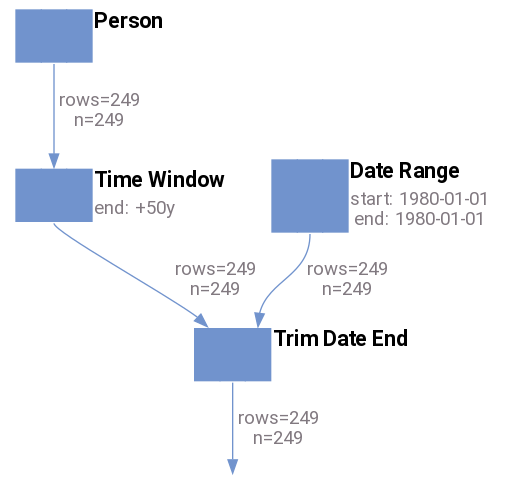 Person
rows=249
n=249
Time Window
end: +50y
Date Range
start: 1980-01-01
end: 1980-01-01
rows=249
n=249
rows=249
n=249
Trim Date End
rows=249
n=249